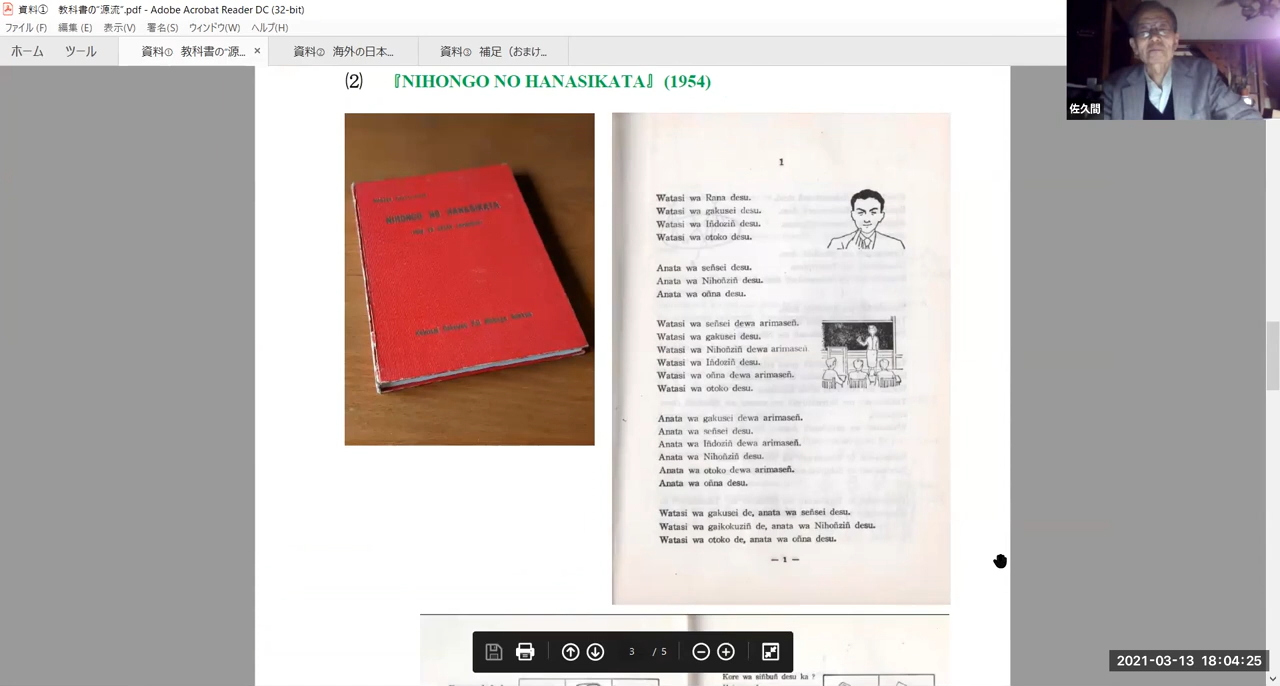 資料① 教科書の"源流".pdf - Adobe Acrobat Reader DC (32-bit)
ファイル(F) 編集(E) 表示(V) 署名(S) ウィンドウ(W) ヘルプ(H)
ホーム ツール 資料① 教科書の"源... × 資料② 海外の日本... 資料③ 補足（おまけ...
佐久間
(2) 『NIHONGO NO HANASIKATA』 (1954)
NIHONGO NO HANASIKATA
1
Watasi wa Rana desu.
Watasi wa gakusei desu.
Watasi wa Iñdoziñ desu.
Watasi wa otoko desu.
Anata wa señsei desu.
Anata wa Nihoñziñ desu.
Anata wa oñna desu.
Watasi wa señsei dewa arimaseñ.
Watasi wa gakusei desu.
Watasi wa Nihoñziñ dewa arimaseñ.
Watasi wa Iñdoziñ desu.
Watasi wa oñna dewa arimaseñ.
Watasi wa otoko desu.
Anata wa gakusei dewa arimaseñ.
Anata wa señsei desu.
Anata wa Iñdoziñ dewa arimaseñ.
Anata wa Nihoñziñ desu.
Anata wa otoko dewa arimaseñ.
Anata wa oñna desu.
Watasi wa gakusei de, anata wa señsei desu.
Watasi wa gaikokuziñ de, anata wa Nihoñziñ desu.
Watasi wa otoko de, anata wa oñna desu.
— 1 —
3 / 5
Kore wa siñbuñ desu ka ?
2021-03-13 18:04:25